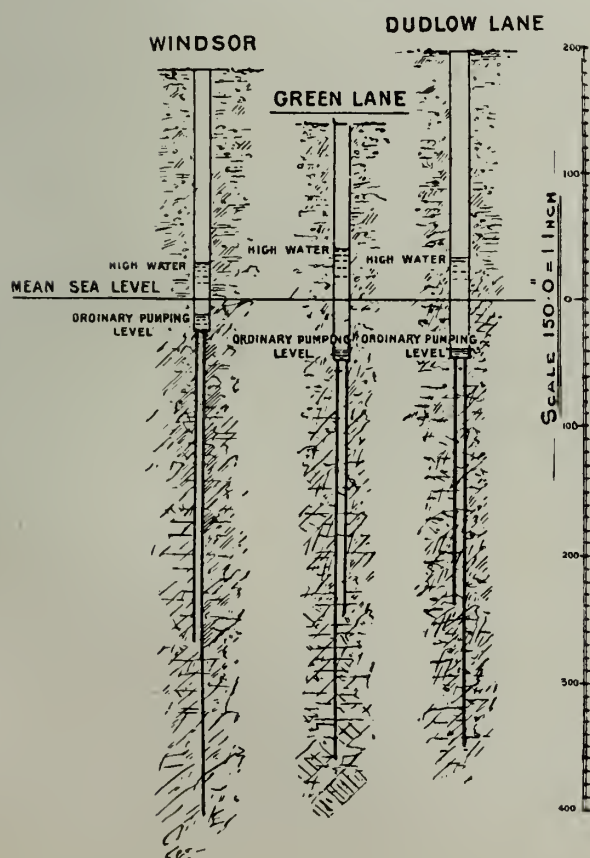 DUDLOW LANE
WINDSOR
GREEN LANE
HIGH WATER
HIGH WATER
HIGH WATER
MEAN SEA LEVEL
ORDINARY PUMPING
LEVEL
ORDINARY PUMPING
LEVEL
ORDINARY PUMPING
LEVEL
200
100
0
100
200
300
400
SCALE 150·0" = 1 INCH